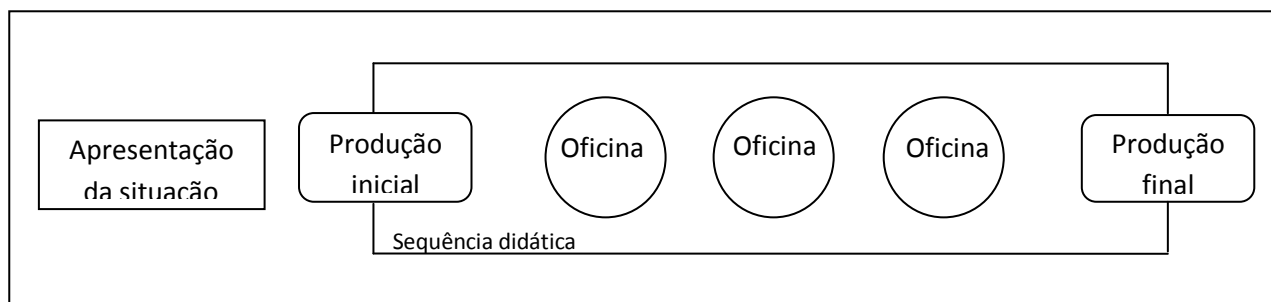 Apresentação
da situação
Produção
inicial
Oficina
Oficina
Oficina
Produção
final
Sequência didática